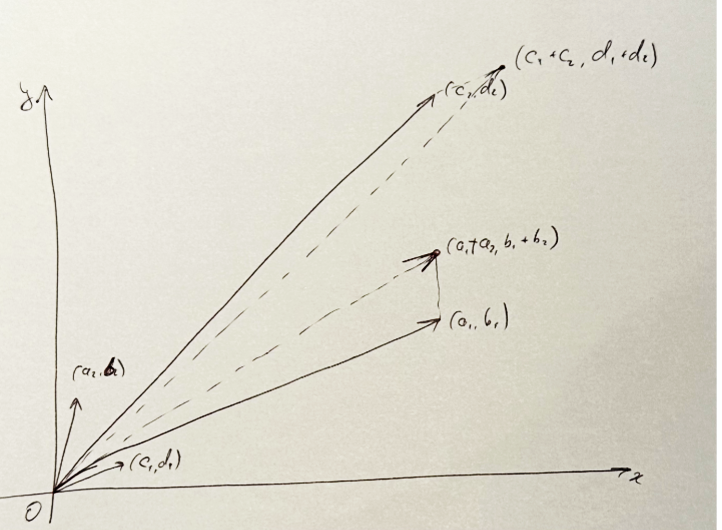 (c₁+c₂, d₁+d₂)
y
(c₂,d₂)
(a₁+a₂, b₁+b₂)
(a₁, b₁)
(a₂,b₂)
(c₁,d₁)
x
O